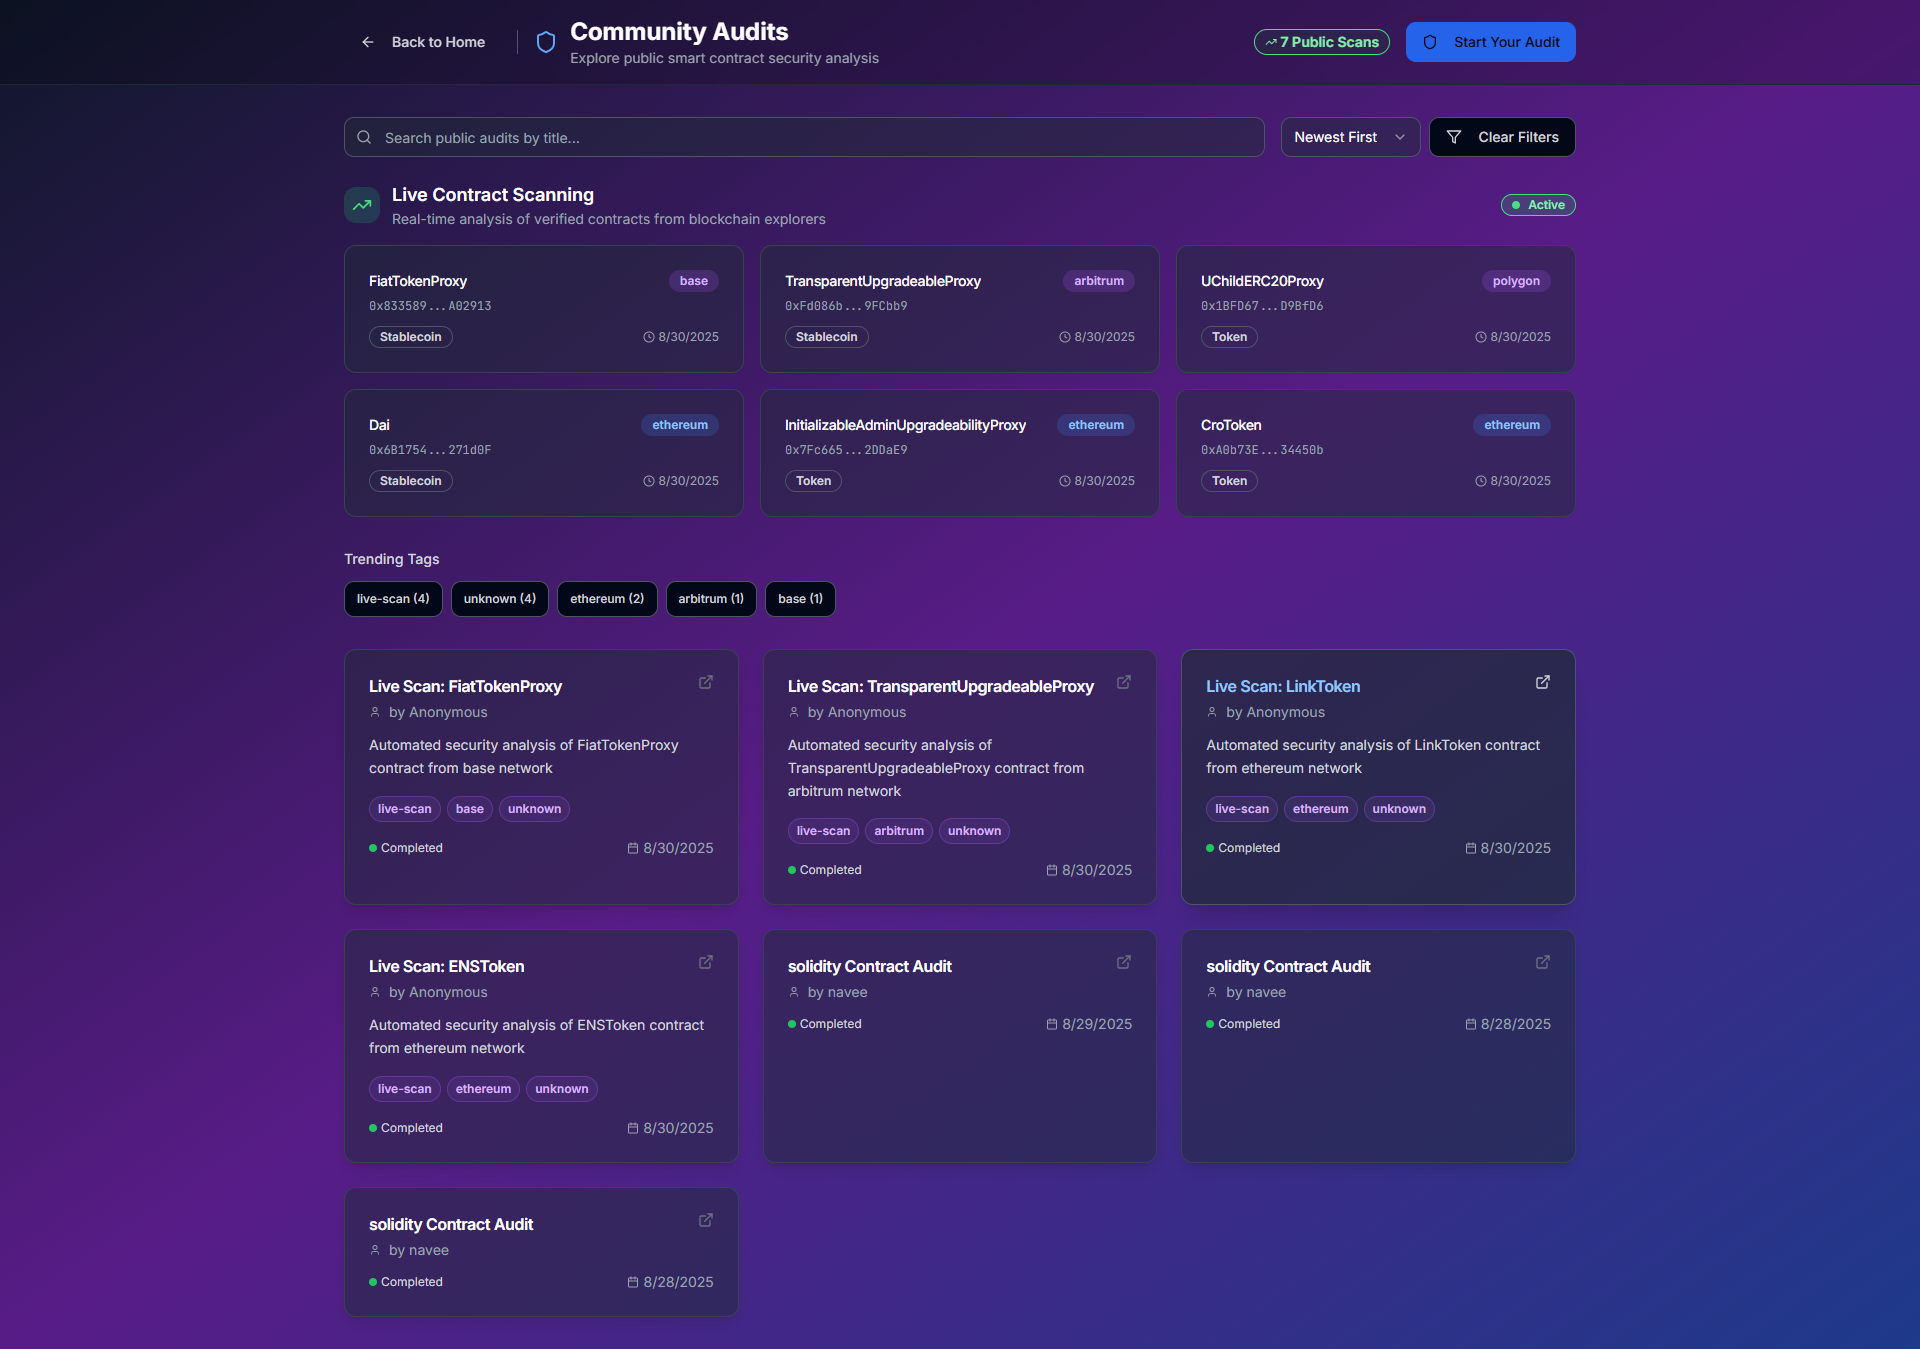 Back to Home
Community Audits
Explore public smart contract security analysis
7 Public Scans
Start Your Audit
Search public audits by title...
Newest First
Clear Filters
Live Contract Scanning
Real-time analysis of verified contracts from blockchain explorers
Active
FiatTokenProxy
base
0x833589...A02913
Stablecoin
8/30/2025
TransparentUpgradeableProxy
arbitrum
0xFd086b...9FCbb9
Stablecoin
8/30/2025
UChildERC20Proxy
polygon
0x1BFD67...D9BfD6
Token
8/30/2025
Dai
ethereum
0x6B1754...271d0F
Stablecoin
8/30/2025
InitializableAdminUpgradeabilityProxy
ethereum
0x7Fc665...2DDaE9
Token
8/30/2025
CroToken
ethereum
0xA0b73E...34450b
Token
8/30/2025
Trending Tags
live-scan (4)
unknown (4)
ethereum (2)
arbitrum (1)
base (1)
Live Scan: FiatTokenProxy
by Anonymous
Automated security analysis of FiatTokenProxy
contract from base network
live-scan
base
unknown
Completed
8/30/2025
Live Scan: TransparentUpgradeableProxy
by Anonymous
Automated security analysis of
TransparentUpgradeableProxy contract from
arbitrum network
live-scan
arbitrum
unknown
Completed
8/30/2025
Live Scan: LinkToken
by Anonymous
Automated security analysis of LinkToken contract
from ethereum network
live-scan
ethereum
unknown
Completed
8/30/2025
Live Scan: ENSToken
by Anonymous
Automated security analysis of ENSToken contract
from ethereum network
live-scan
ethereum
unknown
Completed
8/30/2025
solidity Contract Audit
by navee
Completed
8/29/2025
solidity Contract Audit
by navee
Completed
8/28/2025
solidity Contract Audit
by navee
Completed
8/28/2025